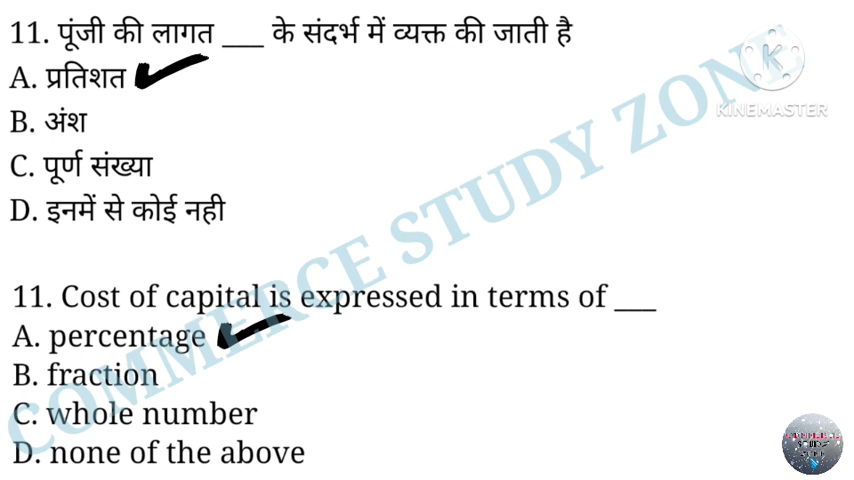 11. पूंजी की लागत ___ के संदर्भ में व्यक्त की जाती है
A. प्रतिशत
B. अंश
C. पूर्ण संख्या
D. इनमें से कोई नही
11. Cost of capital is expressed in terms of ___
A. percentage
B. fraction
C. whole number
D. none of the above
COMMERCE STUDY ZONE
K
KINEMASTER